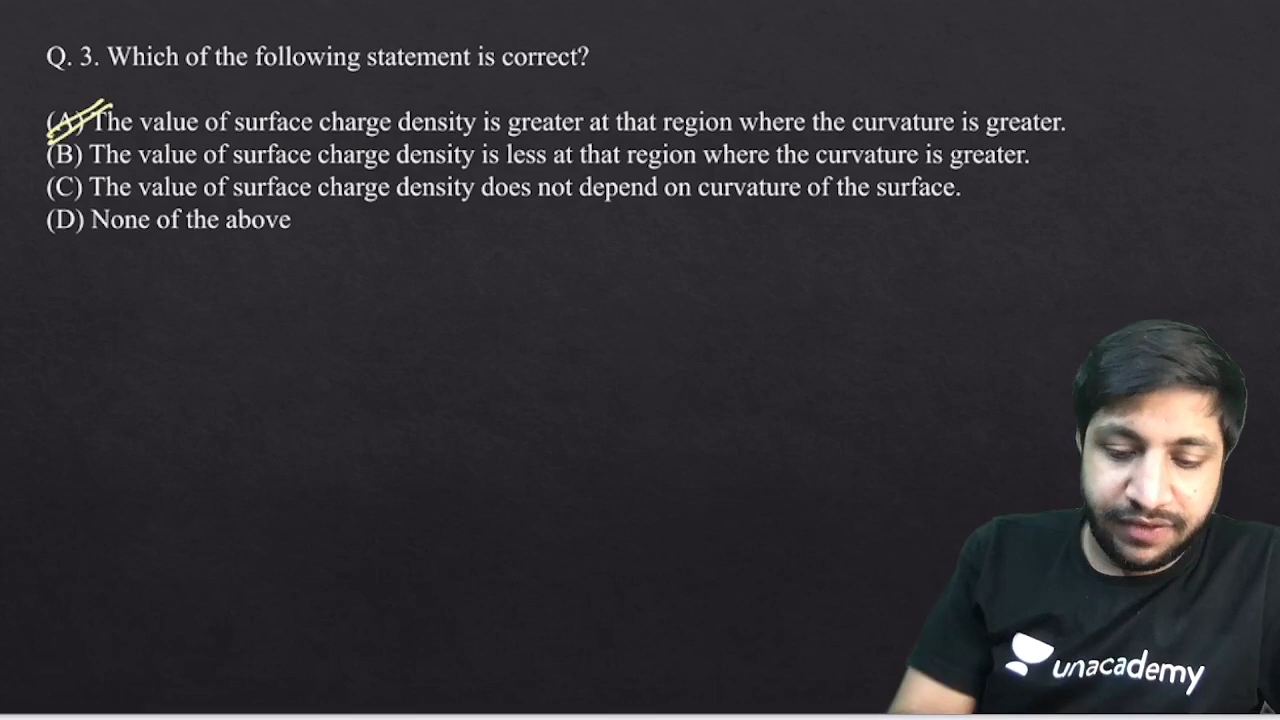 Q. 3. Which of the following statement is correct?
(A) The value of surface charge density is greater at that region where the curvature is greater.
(B) The value of surface charge density is less at that region where the curvature is greater.
(C) The value of surface charge density does not depend on curvature of the surface.
(D) None of the above
unacademy